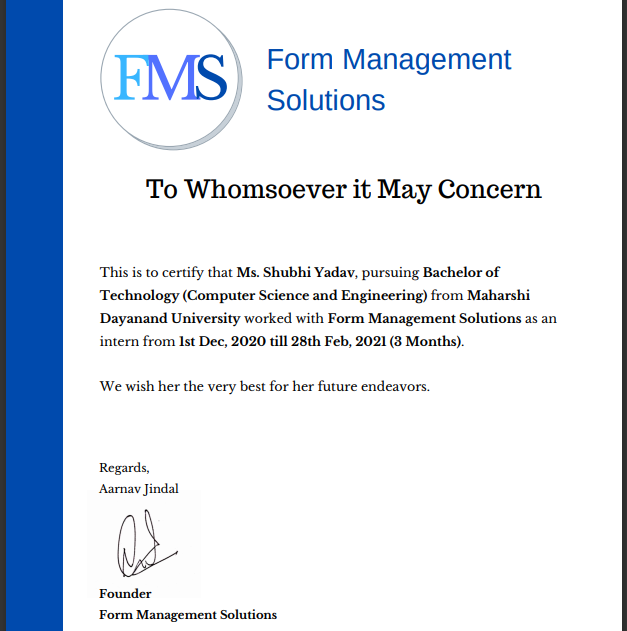 FMS
Form Management
Solutions
To Whomsoever it May Concern
This is to certify that Ms. Shubhi Yadav, pursuing Bachelor of
Technology (Computer Science and Engineering) from Maharshi
Dayanand University worked with Form Management Solutions as an
intern from 1st Dec, 2020 till 28th Feb, 2021 (3 Months).
We wish her the very best for her future endeavors.
Regards,
Aarnav Jindal
Founder
Form Management Solutions